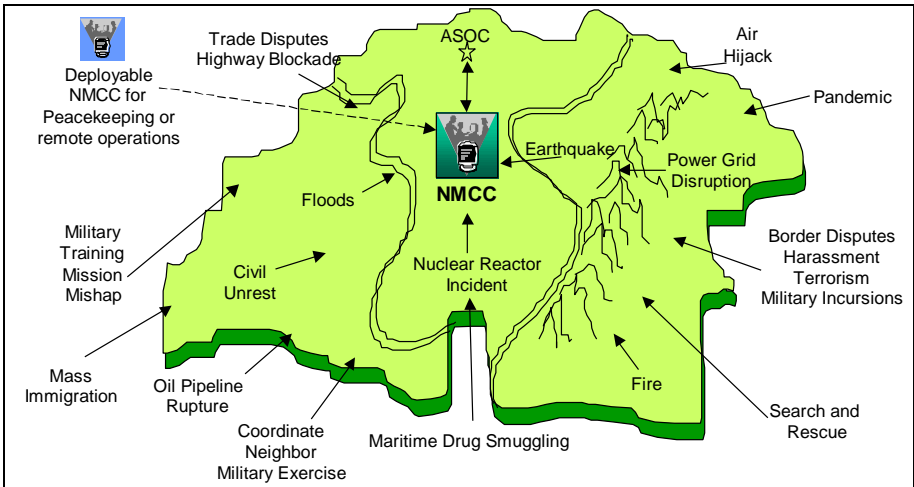 Trade Disputes
Highway Blockade
ASOC
Air
Hijack
Deployable
NMCC for
Peacekeeping or
remote operations
Pandemic
Earthquake
Power Grid
Disruption
NMCC
Floods
Military
Training
Mission
Mishap
Civil
Unrest
Nuclear Reactor
Incident
Border Disputes
Harassment
Terrorism
Military Incursions
Mass
Immigration
Oil Pipeline
Rupture
Fire
Coordinate
Neighbor
Military Exercise
Maritime Drug Smuggling
Search and
Rescue